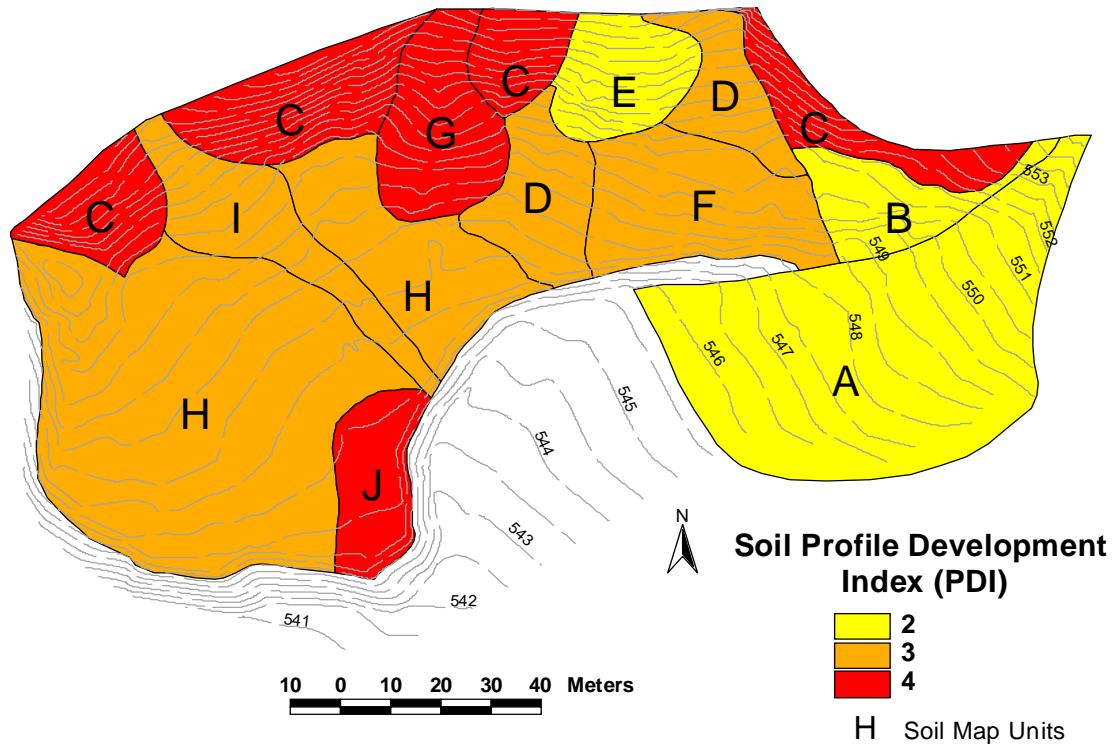 C
E
D
C
G
C
C
I
D
F
B
H
A
H
J
553
552
551
550
549
548
547
546
545
544
543
542
541
N
Soil Profile Development
Index (PDI)
2
3
4
H Soil Map Units
10 0 10 20 30 40 Meters